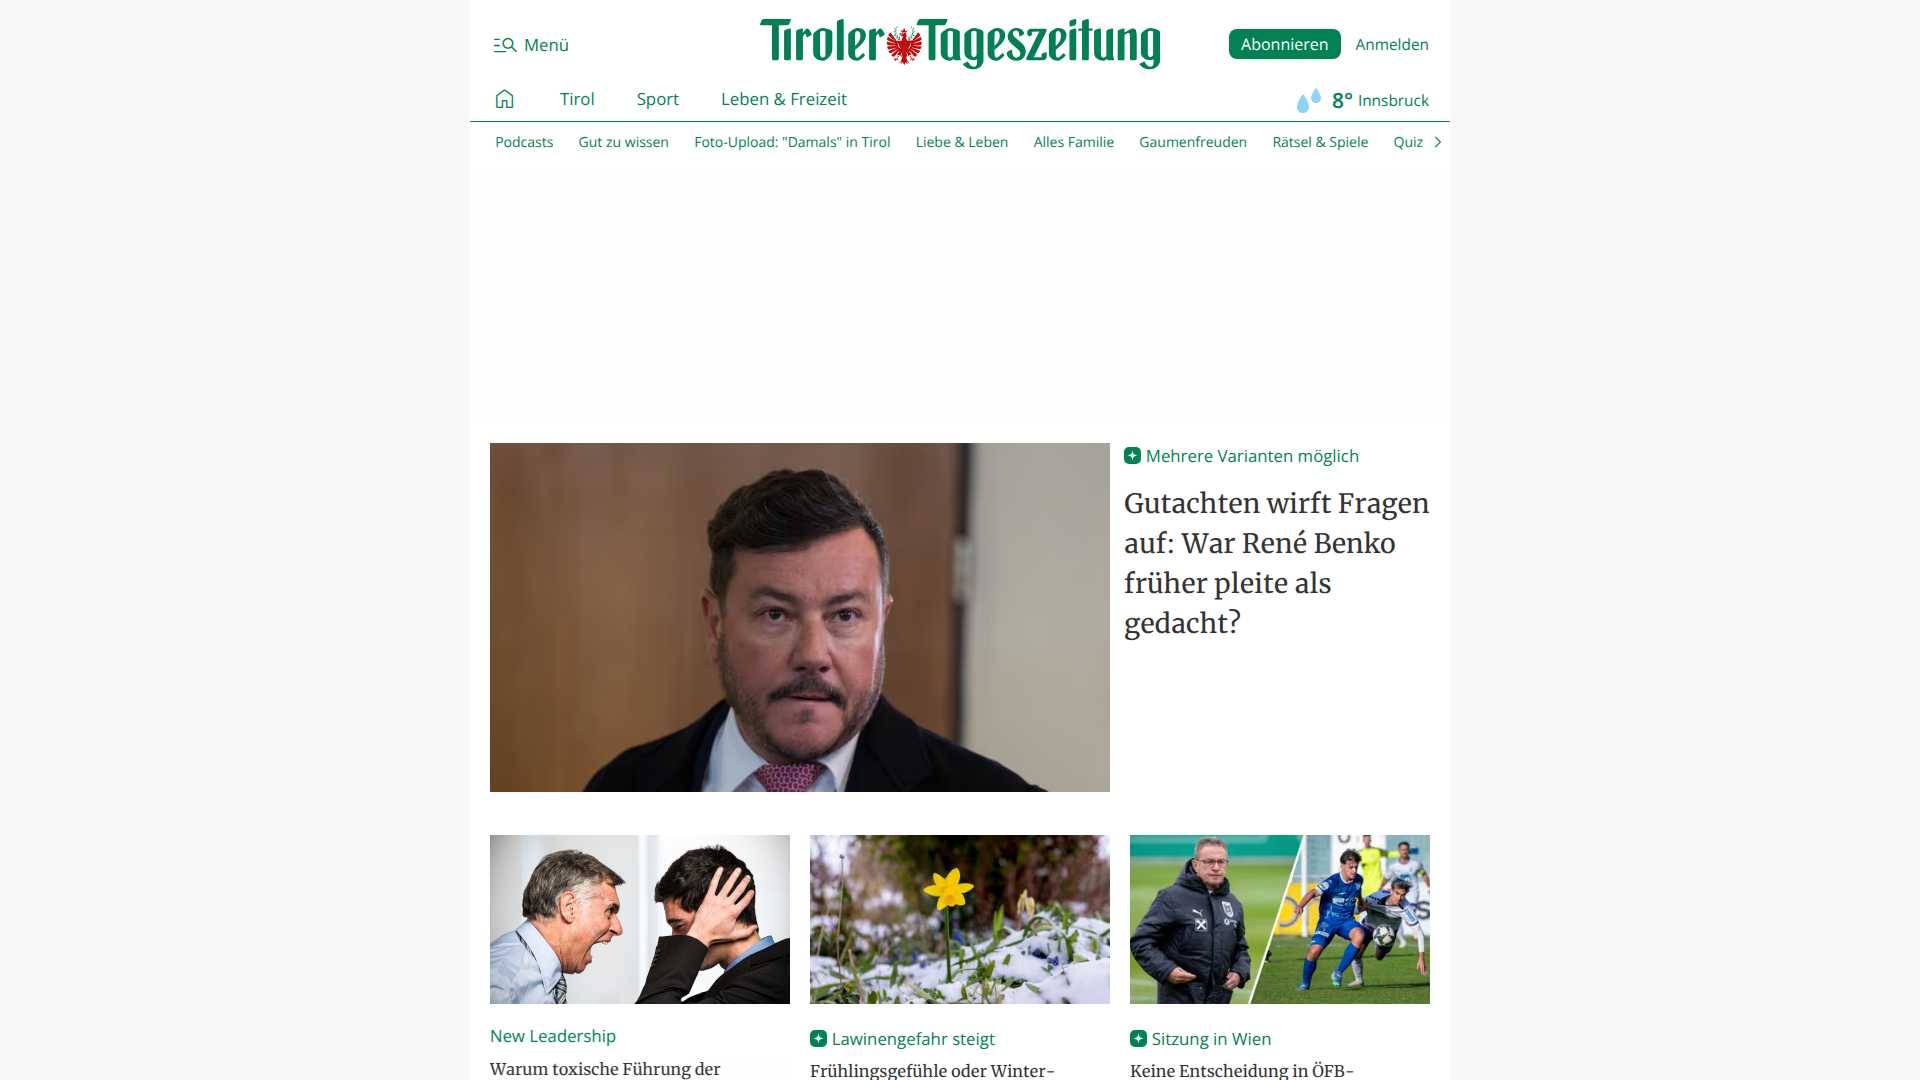 Menü
Tiroler Tageszeitung
Abonnieren
Anmelden
Tirol
Sport
Leben & Freizeit
8° Innsbruck
Podcasts
Gut zu wissen
Foto-Upload: "Damals" in Tirol
Liebe & Leben
Alles Familie
Gaumenfreuden
Rätsel & Spiele
Quiz
Mehrere Varianten möglich
Gutachten wirft Fragen
auf: War René Benko
früher pleite als
gedacht?
New Leadership
Warum toxische Führung der
Lawinengefahr steigt
Frühlingsgefühle oder Winter-
Sitzung in Wien
Keine Entscheidung in ÖFB-